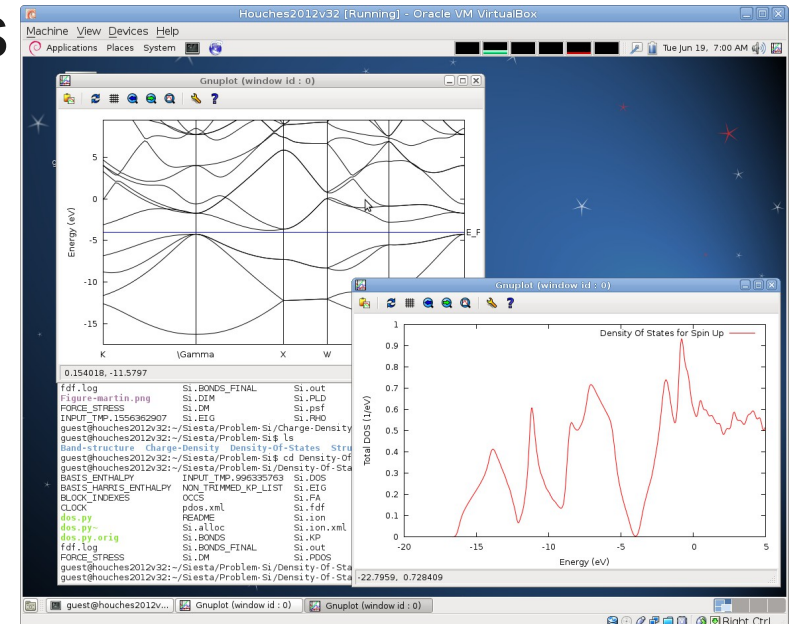 s
Houches2012v32 [Running] - Oracle VM VirtualBox
Machine View Devices Help
Applications Places System
Tue Jun 19, 7:00 AM
Gnuplot (window id : 0)
5
0
-5
-10
-15
Energy (eV)
E_F
K \Gamma X W
0.154018, -11.5797
Gnuplot (window id : 0)
1
0.9
0.8
0.7
0.6
0.5
0.4
0.3
0.2
0.1
0
Total DOS (1/eV)
Density Of States for Spin Up
-20 -15 -10 -5 0 5
Energy (eV)
-22.7959, 0.728409
fdf.log Si.BONDS_FINAL Si.out
Figure-martin.png Si.DIM Si.PLD
FORCE_STRESS Si.DM Si.psf
INPUT_TMP.1556362907 Si.EIG Si.RHO
guest@houches2012v32:~/Siesta/Problem-Si/Charge-Density
guest@houches2012v32:~/Siesta/Problem-Si$ ls
Band-structure Charge-Density Density-Of-States Stru
guest@houches2012v32:~/Siesta/Problem-Si$ cd Density-Of
guest@houches2012v32:~/Siesta/Problem-Si/Density-Of-Sta
BASIS_ENTHALPY INPUT_TMP.996335763 Si.DOS
BASIS_HARRIS_ENTHALPY NON_TRIMMED_KP_LIST Si.EIG
BLOCK_INDEXES OCCS Si.FA
CLOCK pdos.xml Si.fdf
dos.py README Si.ion
dos.py~ Si.alloc Si.ion.xml
dos.py.orig Si.BONDS Si.KP
fdf.log Si.BONDS_FINAL Si.out
FORCE_STRESS Si.DM Si.PDOS
guest@houches2012v32:~/Siesta/Problem-Si/Density-Of-Sta
guest@houches2012v32:~/Siesta/Problem-Si/Density-Of-Sta
guest@houches2012v... Gnuplot (window id : 0) Gnuplot (window id : 0)
Right Ctrl